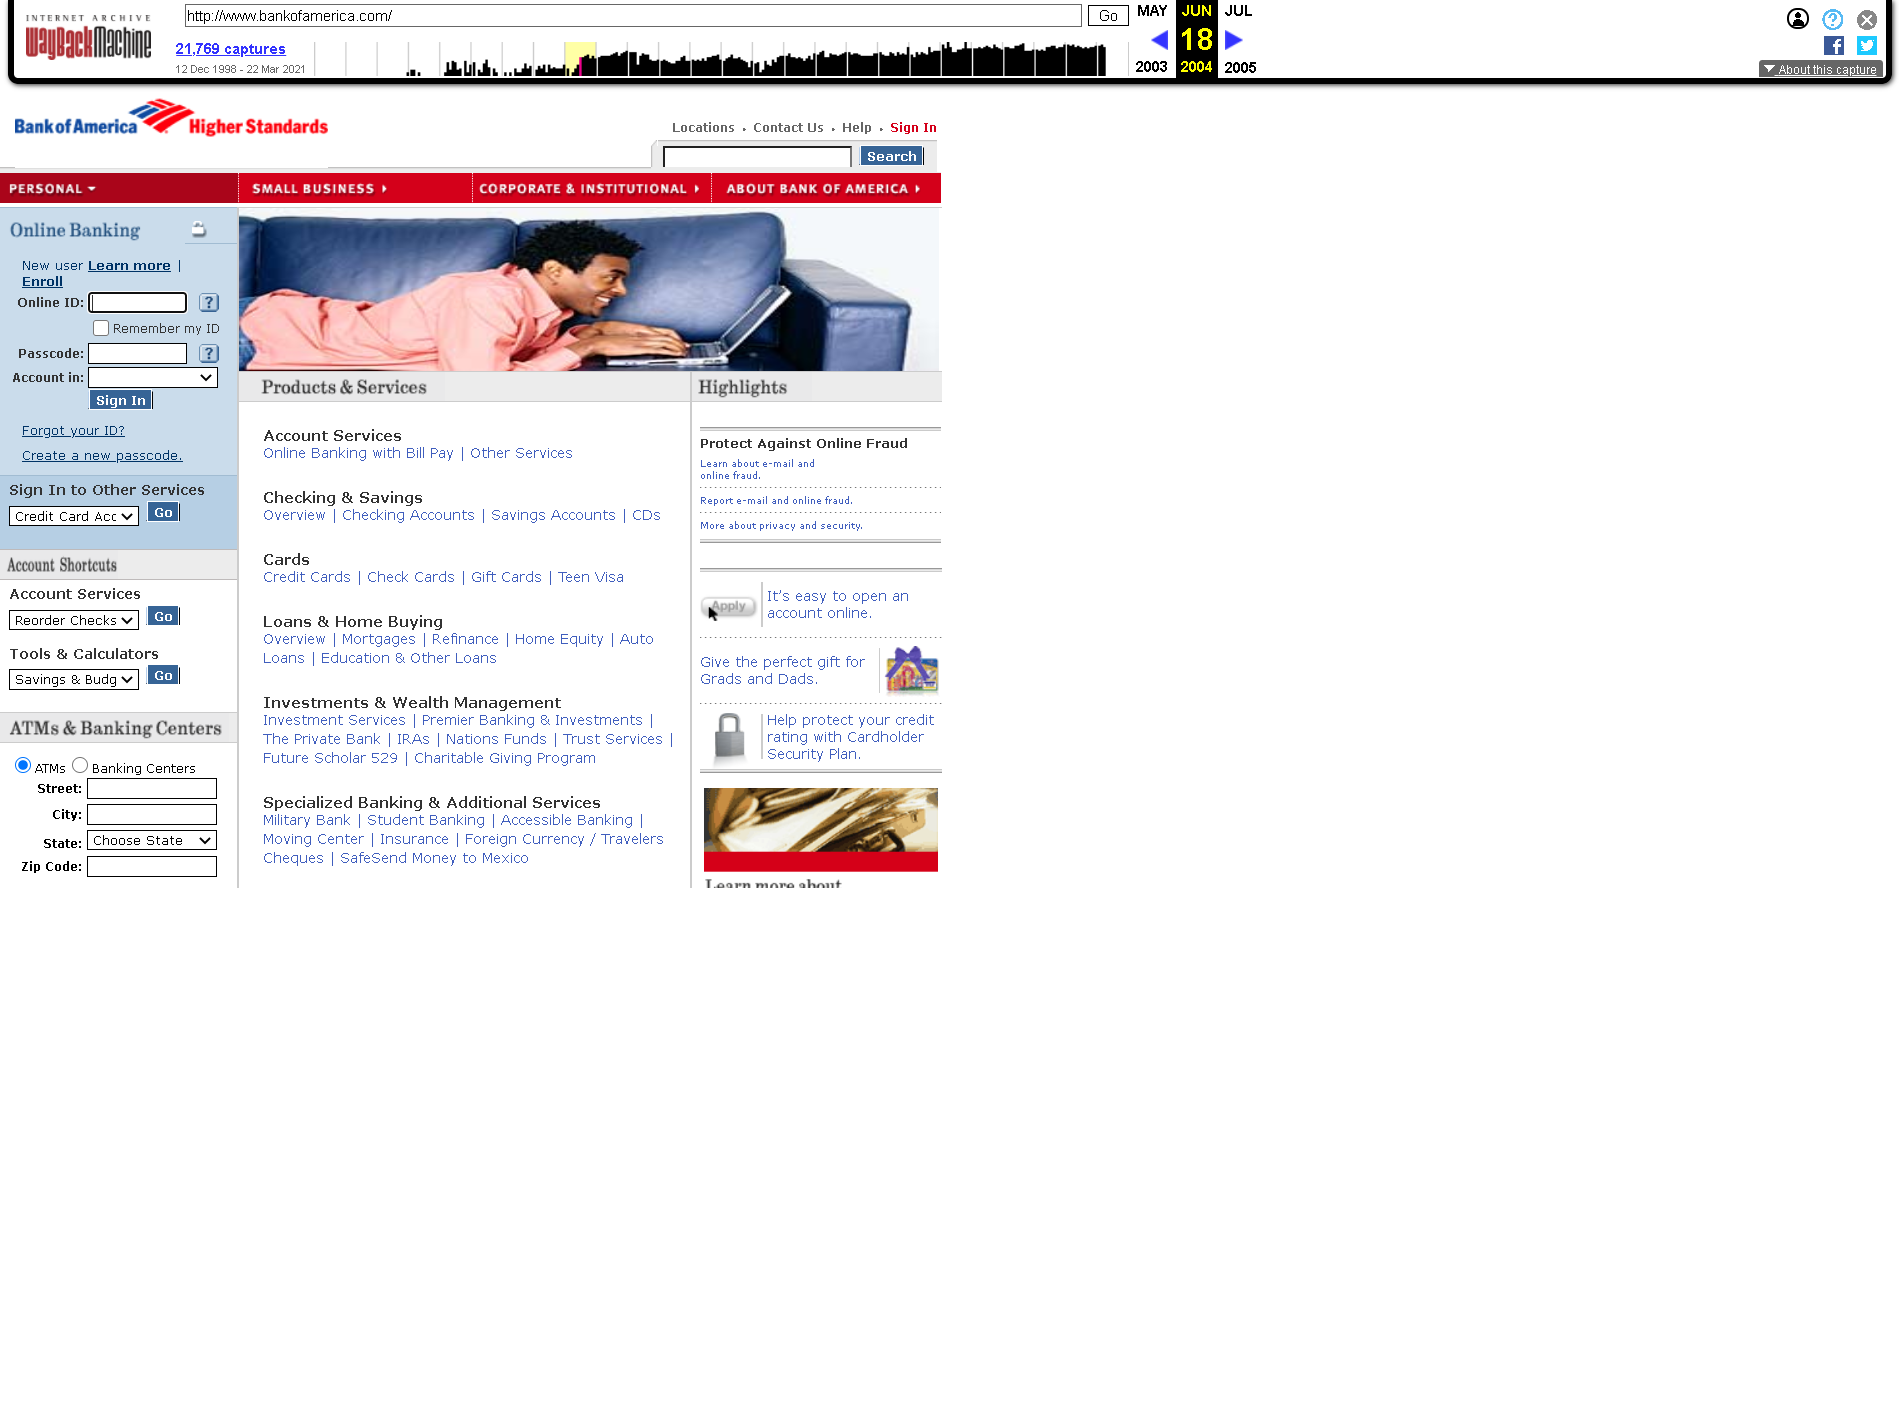 INTERNET ARCHIVE
WayBackMachine
http://www.bankofamerica.com/
Go
21,769 captures
12 Dec 1998 - 22 Mar 2021
MAY JUN JUL
18
2003 2004 2005
About this capture
Bank of America Higher Standards
Locations • Contact Us • Help • Sign In
Search
PERSONAL
SMALL BUSINESS
CORPORATE & INSTITUTIONAL
ABOUT BANK OF AMERICA
Online Banking
New user Learn more |
Enroll
Online ID:
?
Remember my ID
Passcode:
?
Account in:
Sign In
Forgot your ID?
Create a new passcode.
Sign In to Other Services
Credit Card Acc
Go
Account Shortcuts
Account Services
Reorder Checks
Go
Tools & Calculators
Savings & Budg
Go
ATMs & Banking Centers
ATMs Banking Centers
Street:
City:
State: Choose State
Zip Code:
Products & Services
Account Services
Online Banking with Bill Pay | Other Services
Checking & Savings
Overview | Checking Accounts | Savings Accounts | CDs
Cards
Credit Cards | Check Cards | Gift Cards | Teen Visa
Loans & Home Buying
Overview | Mortgages | Refinance | Home Equity | Auto
Loans | Education & Other Loans
Investments & Wealth Management
Investment Services | Premier Banking & Investments |
The Private Bank | IRAs | Nations Funds | Trust Services |
Future Scholar 529 | Charitable Giving Program
Specialized Banking & Additional Services
Military Bank | Student Banking | Accessible Banking |
Moving Center | Insurance | Foreign Currency / Travelers
Cheques | SafeSend Money to Mexico
Highlights
Protect Against Online Fraud
Learn about e-mail and
online fraud.
Report e-mail and online fraud.
More about privacy and security.
Apply
It's easy to open an
account online.
Give the perfect gift for
Grads and Dads.
Help protect your credit
rating with Cardholder
Security Plan.
Learn more about